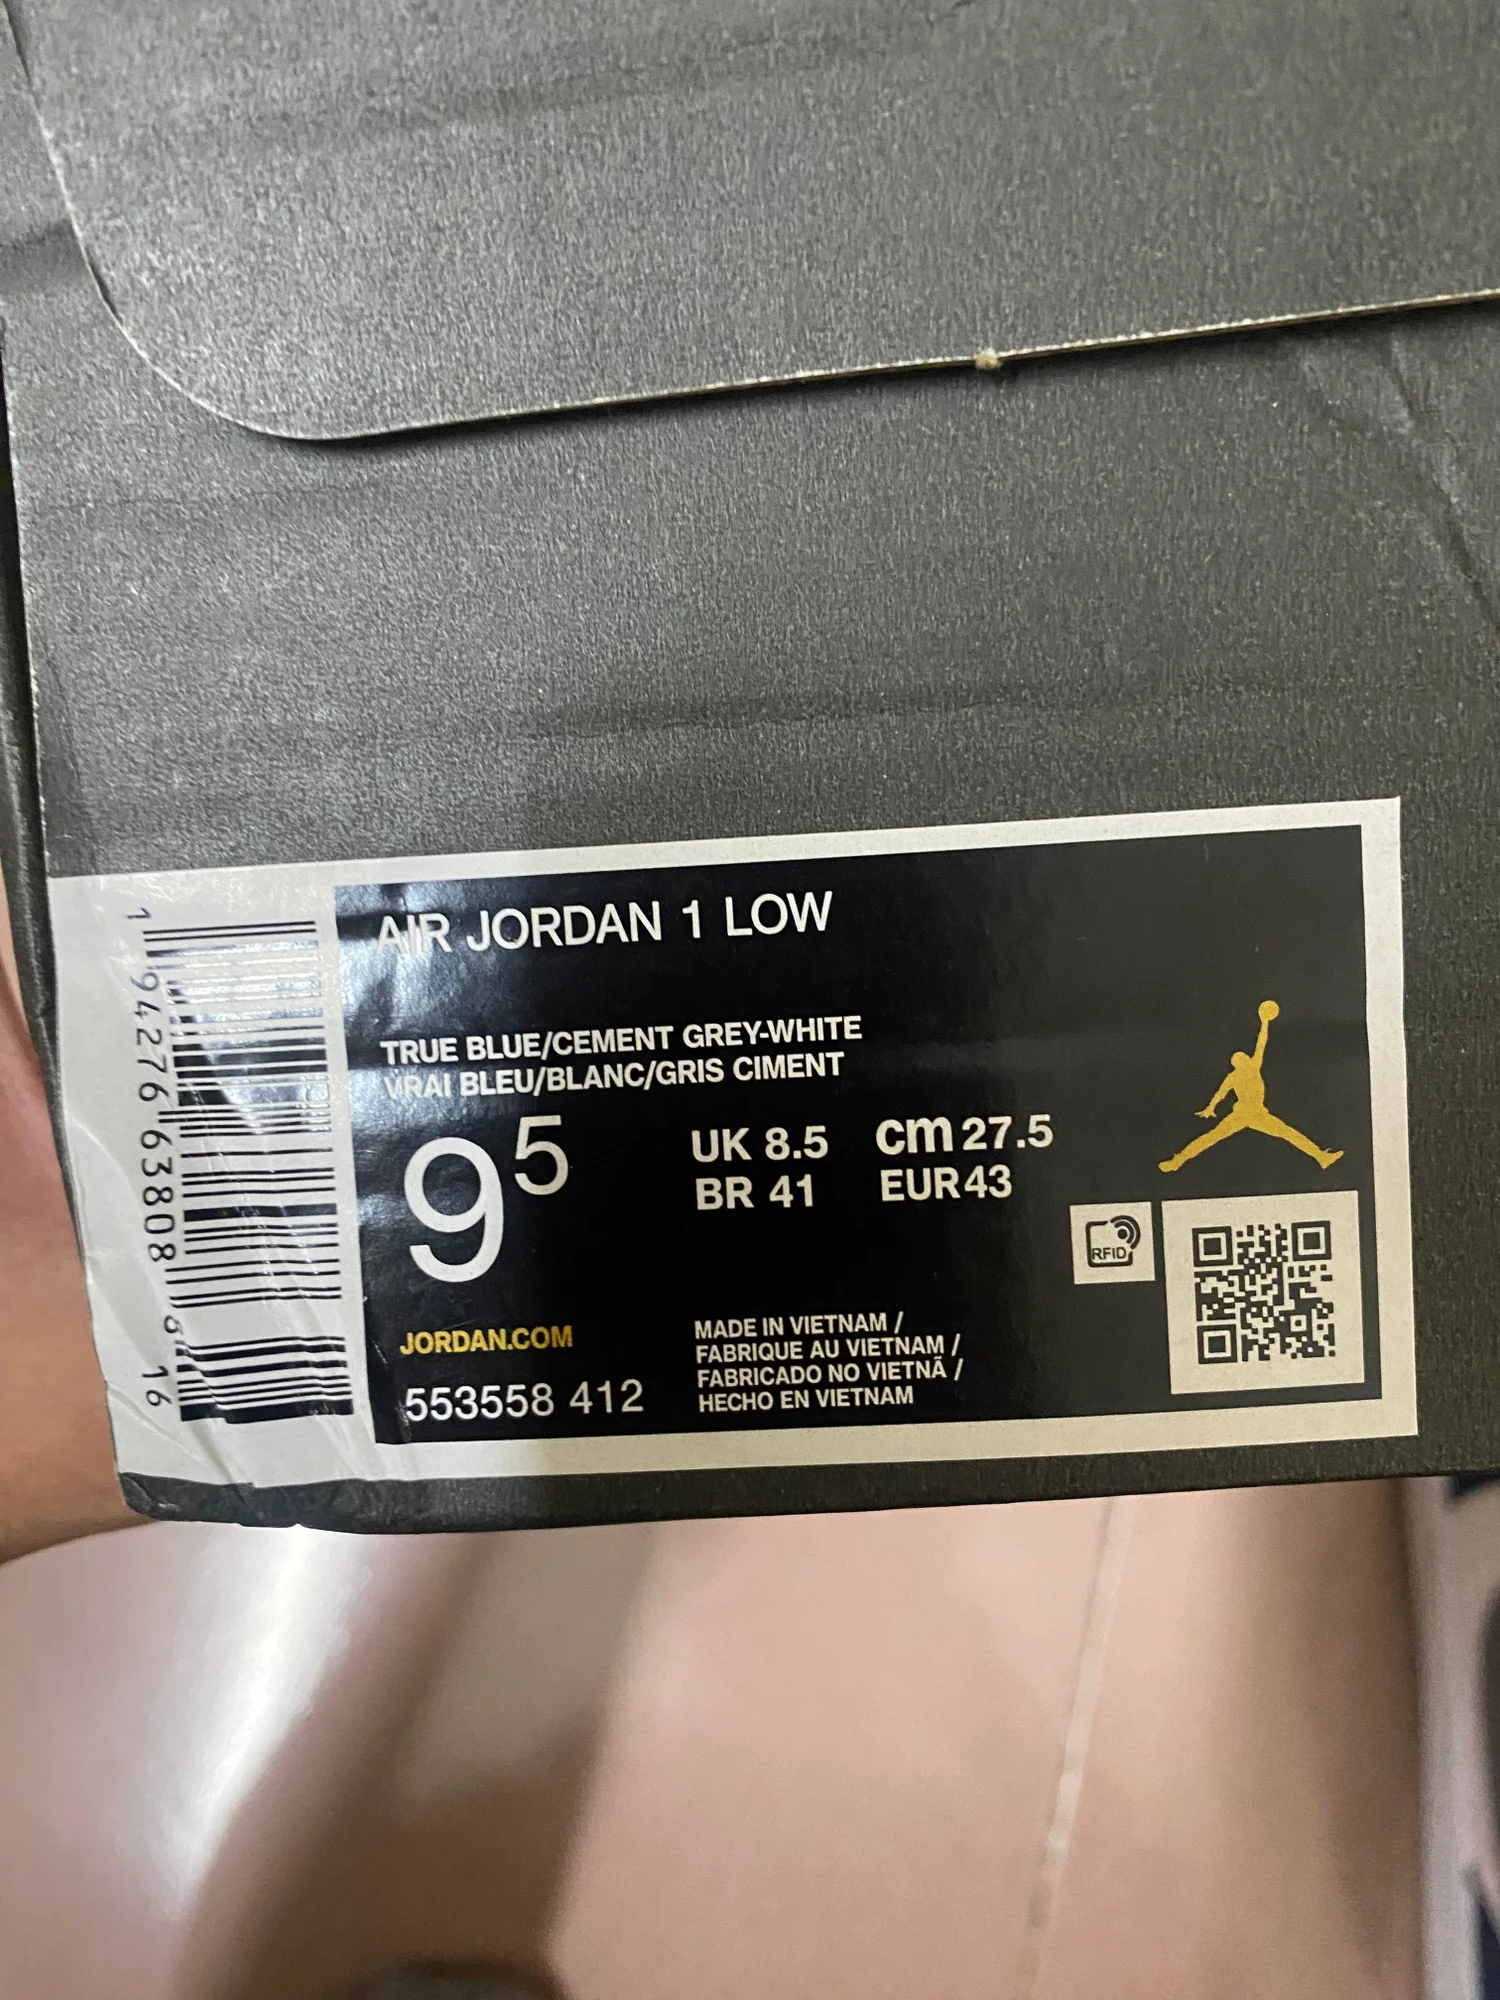 AIR JORDAN 1 LOW
TRUE BLUE/CEMENT GREY-WHITE
VRAI BLEU/BLANC/GRIS CIMENT
9 5
UK 8.5 cm 27.5
BR 41 EUR 43
RFID
JORDAN.COM
553558 412
MADE IN VIETNAM /
FABRIQUE AU VIETNAM /
FABRICADO NO VIETNÃ /
HECHO EN VIETNAM
1 94276 63808 8 16